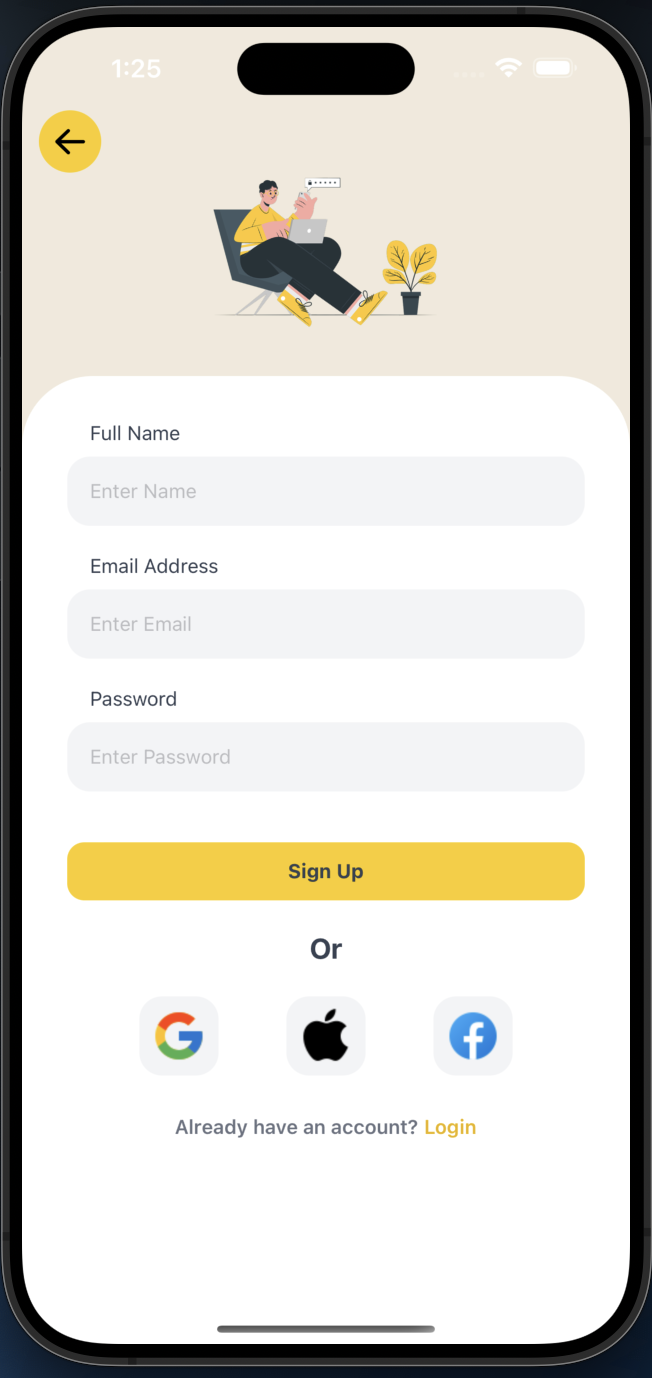 1:25
Full Name
Enter Name
Email Address
Enter Email
Password
Enter Password
Sign Up
Or
Already have an account? Login